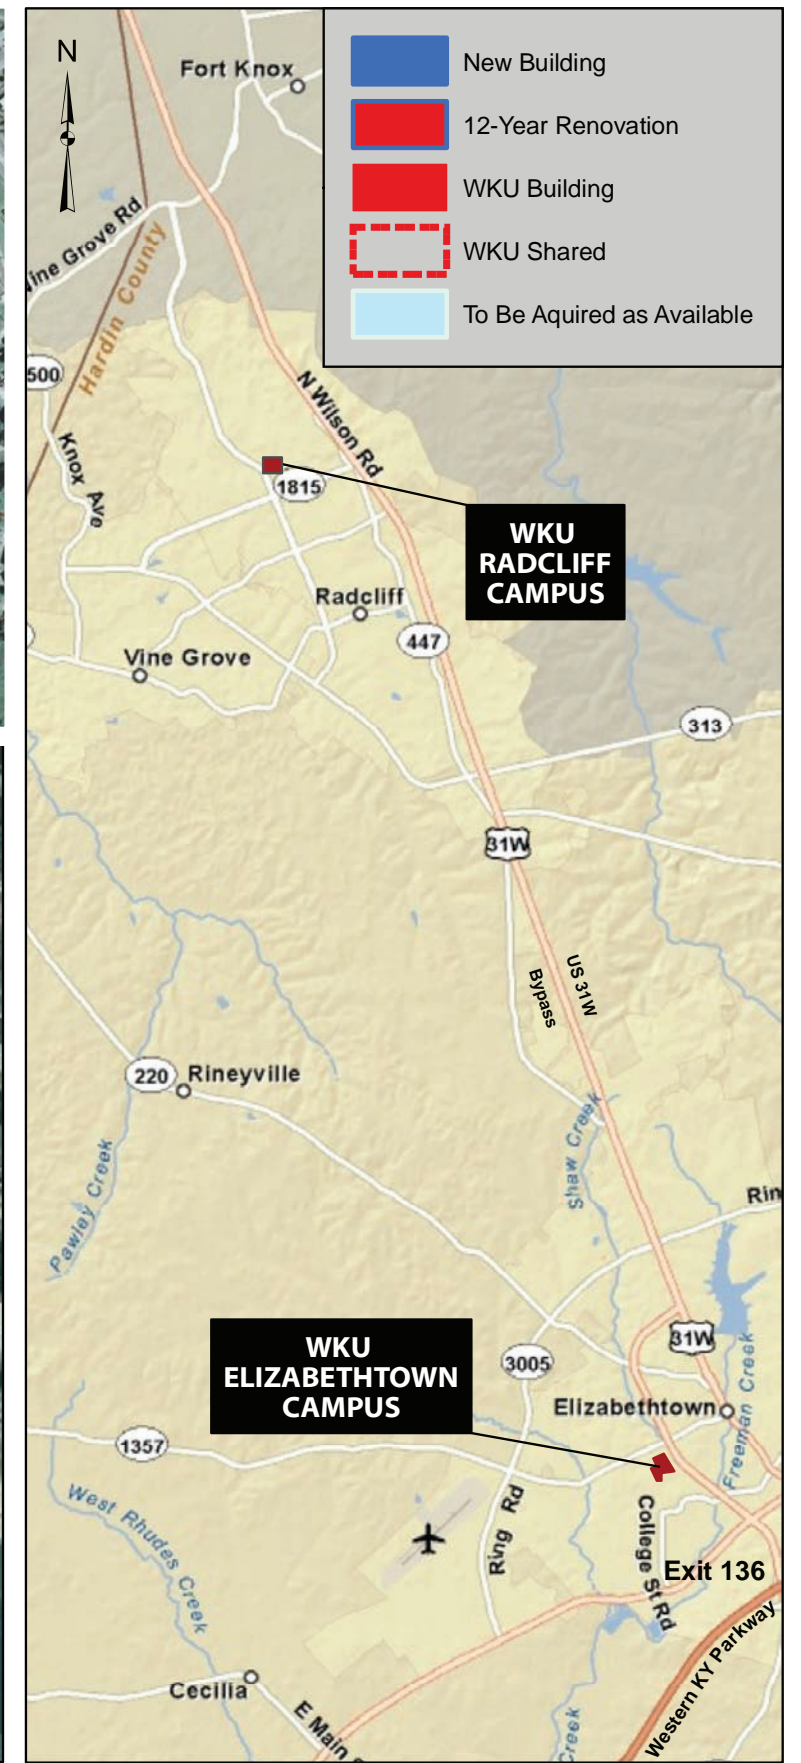 N
Fort Knox
New Building
12-Year Renovation
WKU Building
WKU Shared
To Be Aquired as Available
Vine Grove Rd
Hardin County
500
Knox Ave
N Wilson Rd
1815
WKU
RADCLIFF
CAMPUS
Radcliff
447
Vine Grove
313
31W
US 31W
Bypass
220
Rineyville
Pawley Creek
Shaw Creek
Rin
31W
WKU
ELIZABETHTOWN
CAMPUS
3005
Elizabethtown
Freeman Creek
1357
West Rhudes Creek
Ring Rd
College St Rd
Exit 136
Western KY Parkway
Cecilia
E Main
Creek